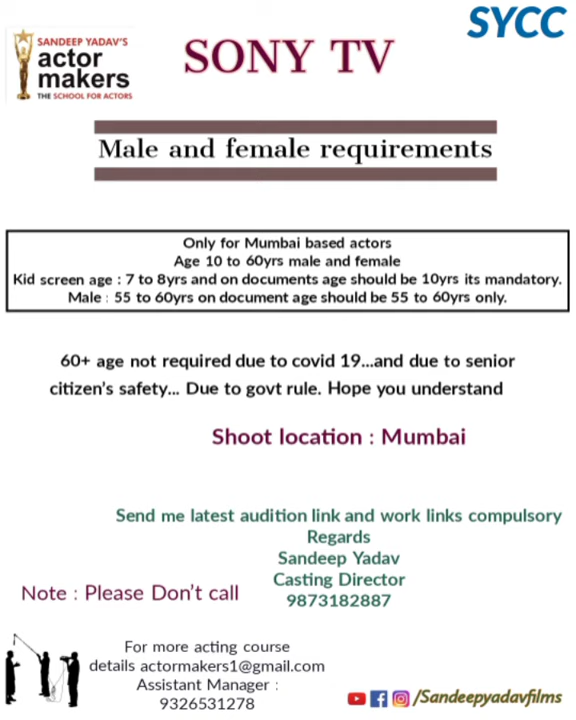 SYCC
SANDEEP YADAV'S
actor
makers
THE SCHOOL FOR ACTORS
SONY TV
Male and female requirements
Only for Mumbai based actors
Age 10 to 60yrs male and female
Kid screen age : 7 to 8yrs and on documents age should be 10yrs its mandatory.
Male : 55 to 60yrs on document age should be 55 to 60yrs only.
60+ age not required due to covid 19...and due to senior
citizen's safety... Due to govt rule. Hope you understand
Shoot location : Mumbai
Send me latest audition link and work links compulsory
Regards
Sandeep Yadav
Casting Director
9873182887
Note : Please Don't call
For more acting course
details actormakers1@gmail.com
Assistant Manager :
9326531278
/Sandeepyadavfilms